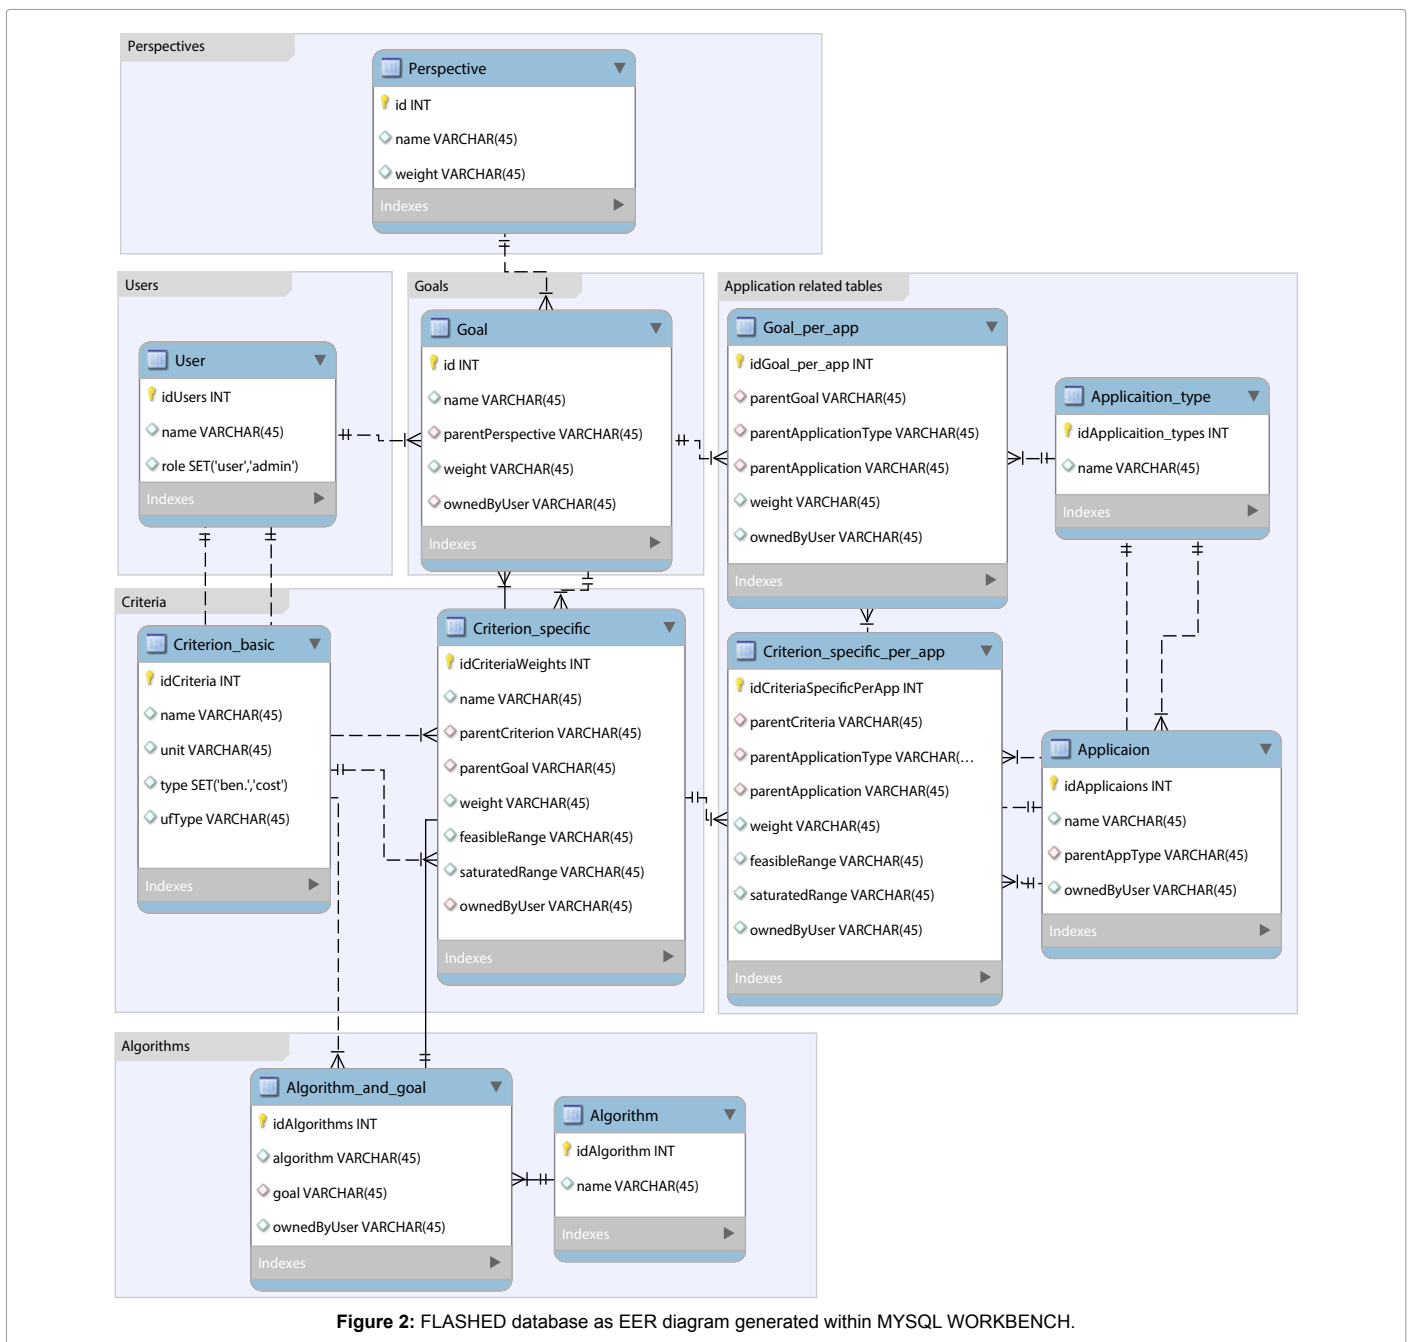 Perspectives
Perspective
id INT
name VARCHAR(45)
weight VARCHAR(45)
Indexes
Users
User
idUsers INT
name VARCHAR(45)
role SET('user','admin')
Indexes
Goals
Goal
id INT
name VARCHAR(45)
parentPerspective VARCHAR(45)
weight VARCHAR(45)
ownedByUser VARCHAR(45)
Indexes
Application related tables
Goal_per_app
idGoal_per_app INT
parentGoal VARCHAR(45)
parentApplicationType VARCHAR(45)
parentApplication VARCHAR(45)
weight VARCHAR(45)
ownedByUser VARCHAR(45)
Indexes
Applicaition_type
idApplicaition_types INT
name VARCHAR(45)
Indexes
Criteria
Criterion_basic
idCriteria INT
name VARCHAR(45)
unit VARCHAR(45)
type SET('ben.','cost')
ufType VARCHAR(45)
Indexes
Criterion_specific
idCriteriaWeights INT
name VARCHAR(45)
parentCriterion VARCHAR(45)
parentGoal VARCHAR(45)
weight VARCHAR(45)
feasibleRange VARCHAR(45)
saturatedRange VARCHAR(45)
ownedByUser VARCHAR(45)
Indexes
Criterion_specific_per_app
idCriteriaSpecificPerApp INT
parentCriteria VARCHAR(45)
parentApplicationType VARCHAR(...
parentApplication VARCHAR(45)
weight VARCHAR(45)
feasibleRange VARCHAR(45)
saturatedRange VARCHAR(45)
ownedByUser VARCHAR(45)
Indexes
Applicaion
idApplicaions INT
name VARCHAR(45)
parentAppType VARCHAR(45)
ownedByUser VARCHAR(45)
Indexes
Algorithms
Algorithm_and_goal
idAlgorithms INT
algorithm VARCHAR(45)
goal VARCHAR(45)
ownedByUser VARCHAR(45)
Indexes
Algorithm
idAlgorithm INT
name VARCHAR(45)
Indexes
Figure 2: FLASHED database as EER diagram generated within MYSQL WORKBENCH.